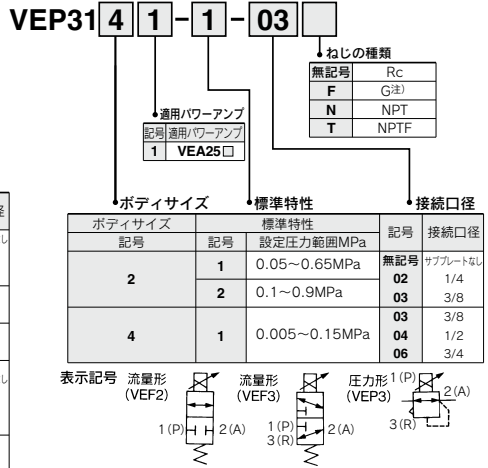 VEP31 4 1 - 1 - 03
ねじの種類
無記号 Rc
F G注)
N NPT
T NPTF
適用パワーアンプ
記号 適用パワーアンプ
1 VEA25□
ボディサイズ 標準特性 接続口径
ボディサイズ 標準特性 記号 接続口径
記号 記号 設定圧力範囲MPa
2 1 0.05～0.65MPa 無記号 サブプレートなし
2 0.1～0.9MPa 02 1/4
03 3/8
4 1 0.005～0.15MPa 03 3/8
04 1/2
06 3/4
径
し
し
表示記号 流量形 流量形 圧力形
(VEF2) (VEF3) (VEP3)
1(P) 2(A)
1(P) 2(A)
3(R)
1(P)
2(A)
3(R)